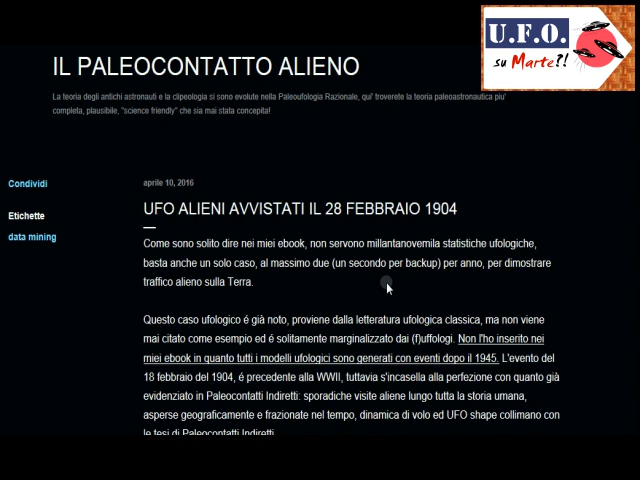 U.F.O.
su Marte?!
IL PALEOCONTATTO ALIENO
La teoria degli antichi astronauti e la clipeologia si sono evolute nella Paleoufologia Razionale, qui' troverete la teoria paleoastronautica piu'
completa, plausibile, "science friendly" che sia mai stata concepita!
Condividi
aprile 10, 2016
Etichette
data mining
UFO ALIENI AVVISTATI IL 28 FEBBRAIO 1904
Come sono solito dire nei miei ebook, non servono millantanovemila statistiche ufologiche,
basta anche un solo caso, al massimo due (un secondo per backup) per anno, per dimostrare
traffico alieno sulla Terra.
Questo caso ufologico é già noto, proviene dalla letteratura ufologica classica, ma non viene
mai citato come esempio ed é solitamente marginalizzato dai (f)uffologi. Non l'ho inserito nei
miei ebook in quanto tutti i modelli ufologici sono generati con eventi dopo il 1945. L'evento del
18 febbraio del 1904, é precedente alla WWII, tuttavia s'incasella alla perfezione con quanto già
evidenziato in Paleocontatti Indiretti: sporadiche visite aliene lungo tutta la storia umana,
asperse geograficamente e frazionate nel tempo, dinamica di volo ed UFO shape collimano con
le tesi di Paleocontatti Indiretti